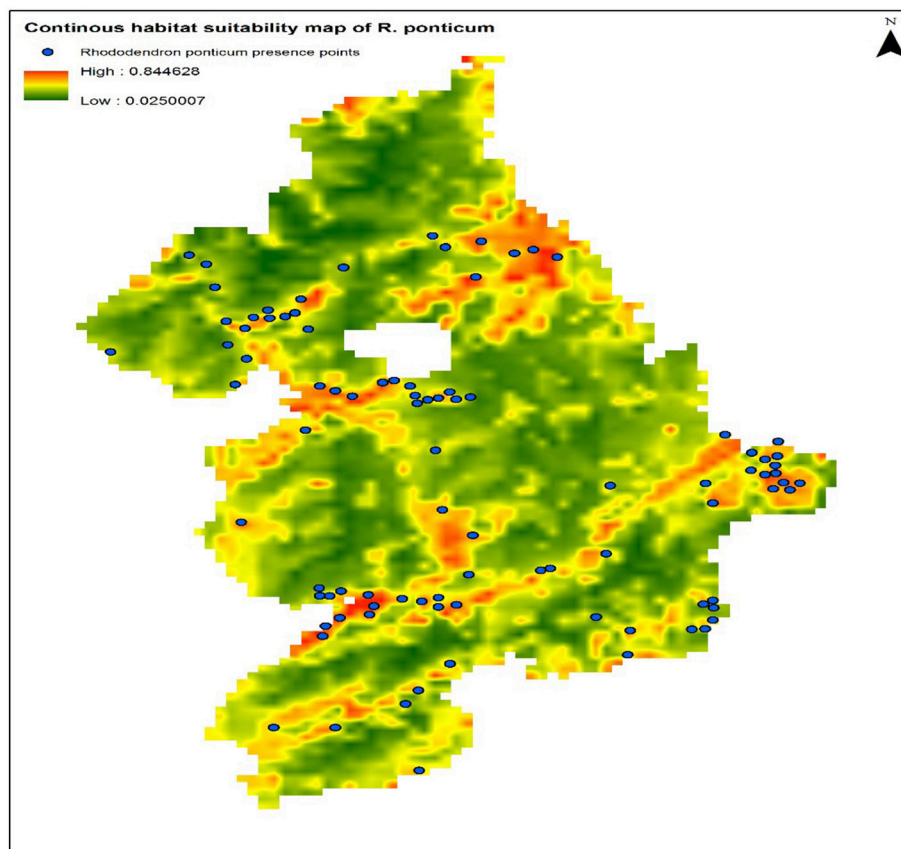 Continous habitat suitability map of R. ponticum
Rhododendron ponticum presence points
High : 0.844628
Low : 0.0250007
N